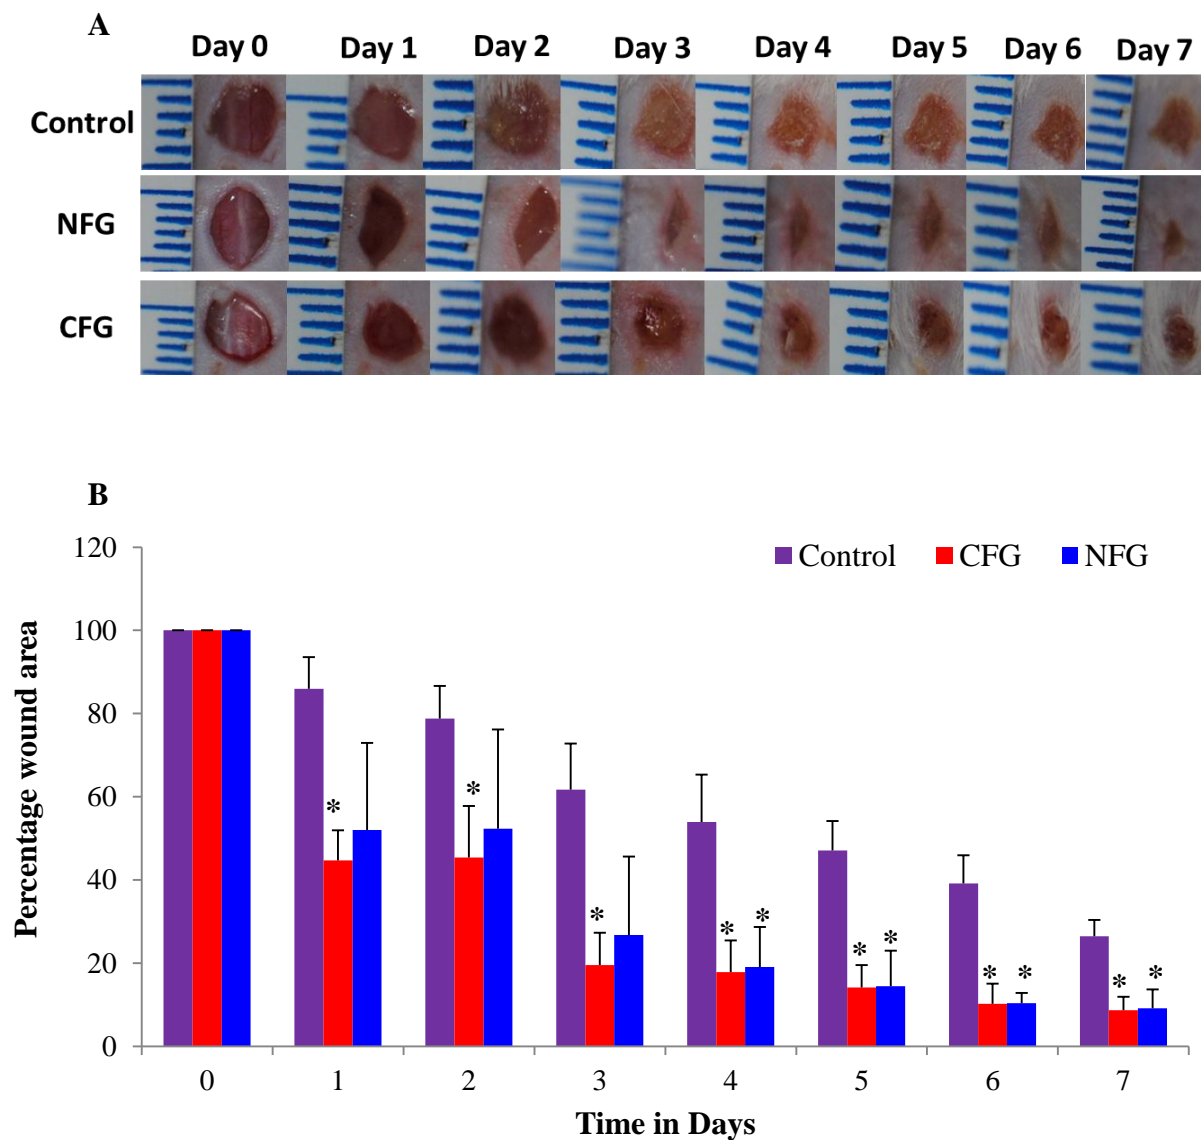 A
Day 0 Day 1 Day 2 Day 3 Day 4 Day 5 Day 6 Day 7
Control
NFG
CFG
B
120
Control CFG NFG
100
80
60
40
20
0
* * * * * * * * * * *
0 1 2 3 4 5 6 7
Percentage wound area
Time in Days